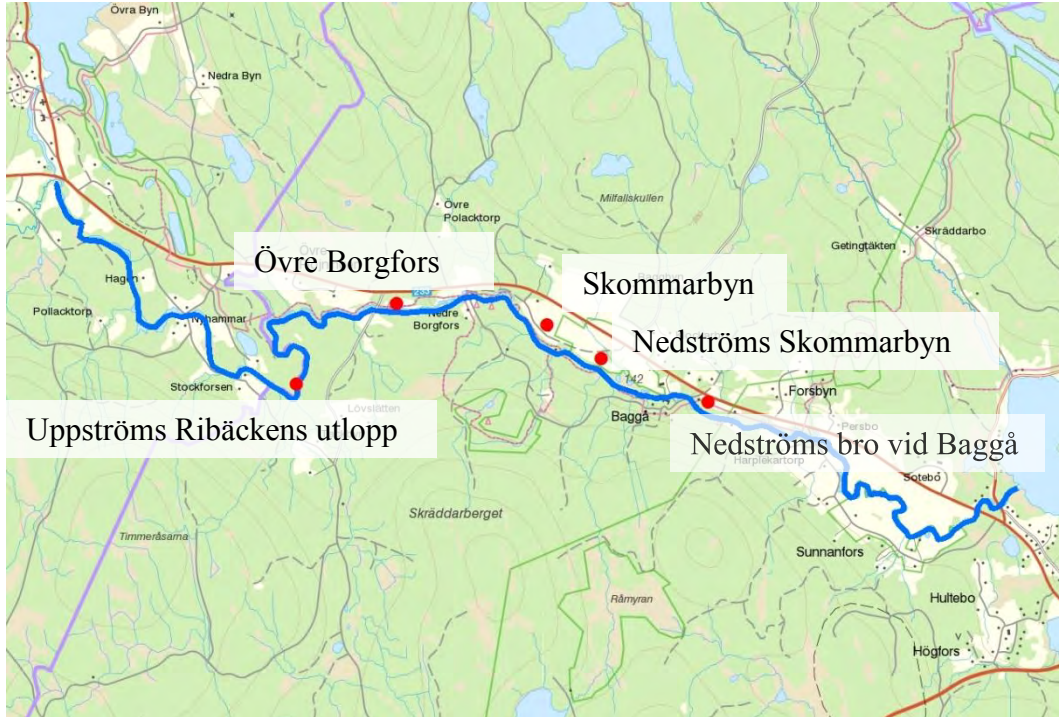 Övra Byn
Nedra Byn
Övre
Polacktorp
Milfallskullen
Skräddarbo
Getingtäkten
Övre Borgfors
Skommarbyn
Hagen
233
Pollacktorp
Nyhammar
Nedre
Borgfors
Nedströms Skommarbyn
142
Stockforsen
Forsbyn
Lövslätten
Baggå
Persbo
Uppströms Ribäckens utlopp
Nedströms bro vid Baggå
Harplekartorp
Sotebo
Skräddarberget
Timmeråsarna
Sunnanfors
Råmyran
Hultebo
Högfors